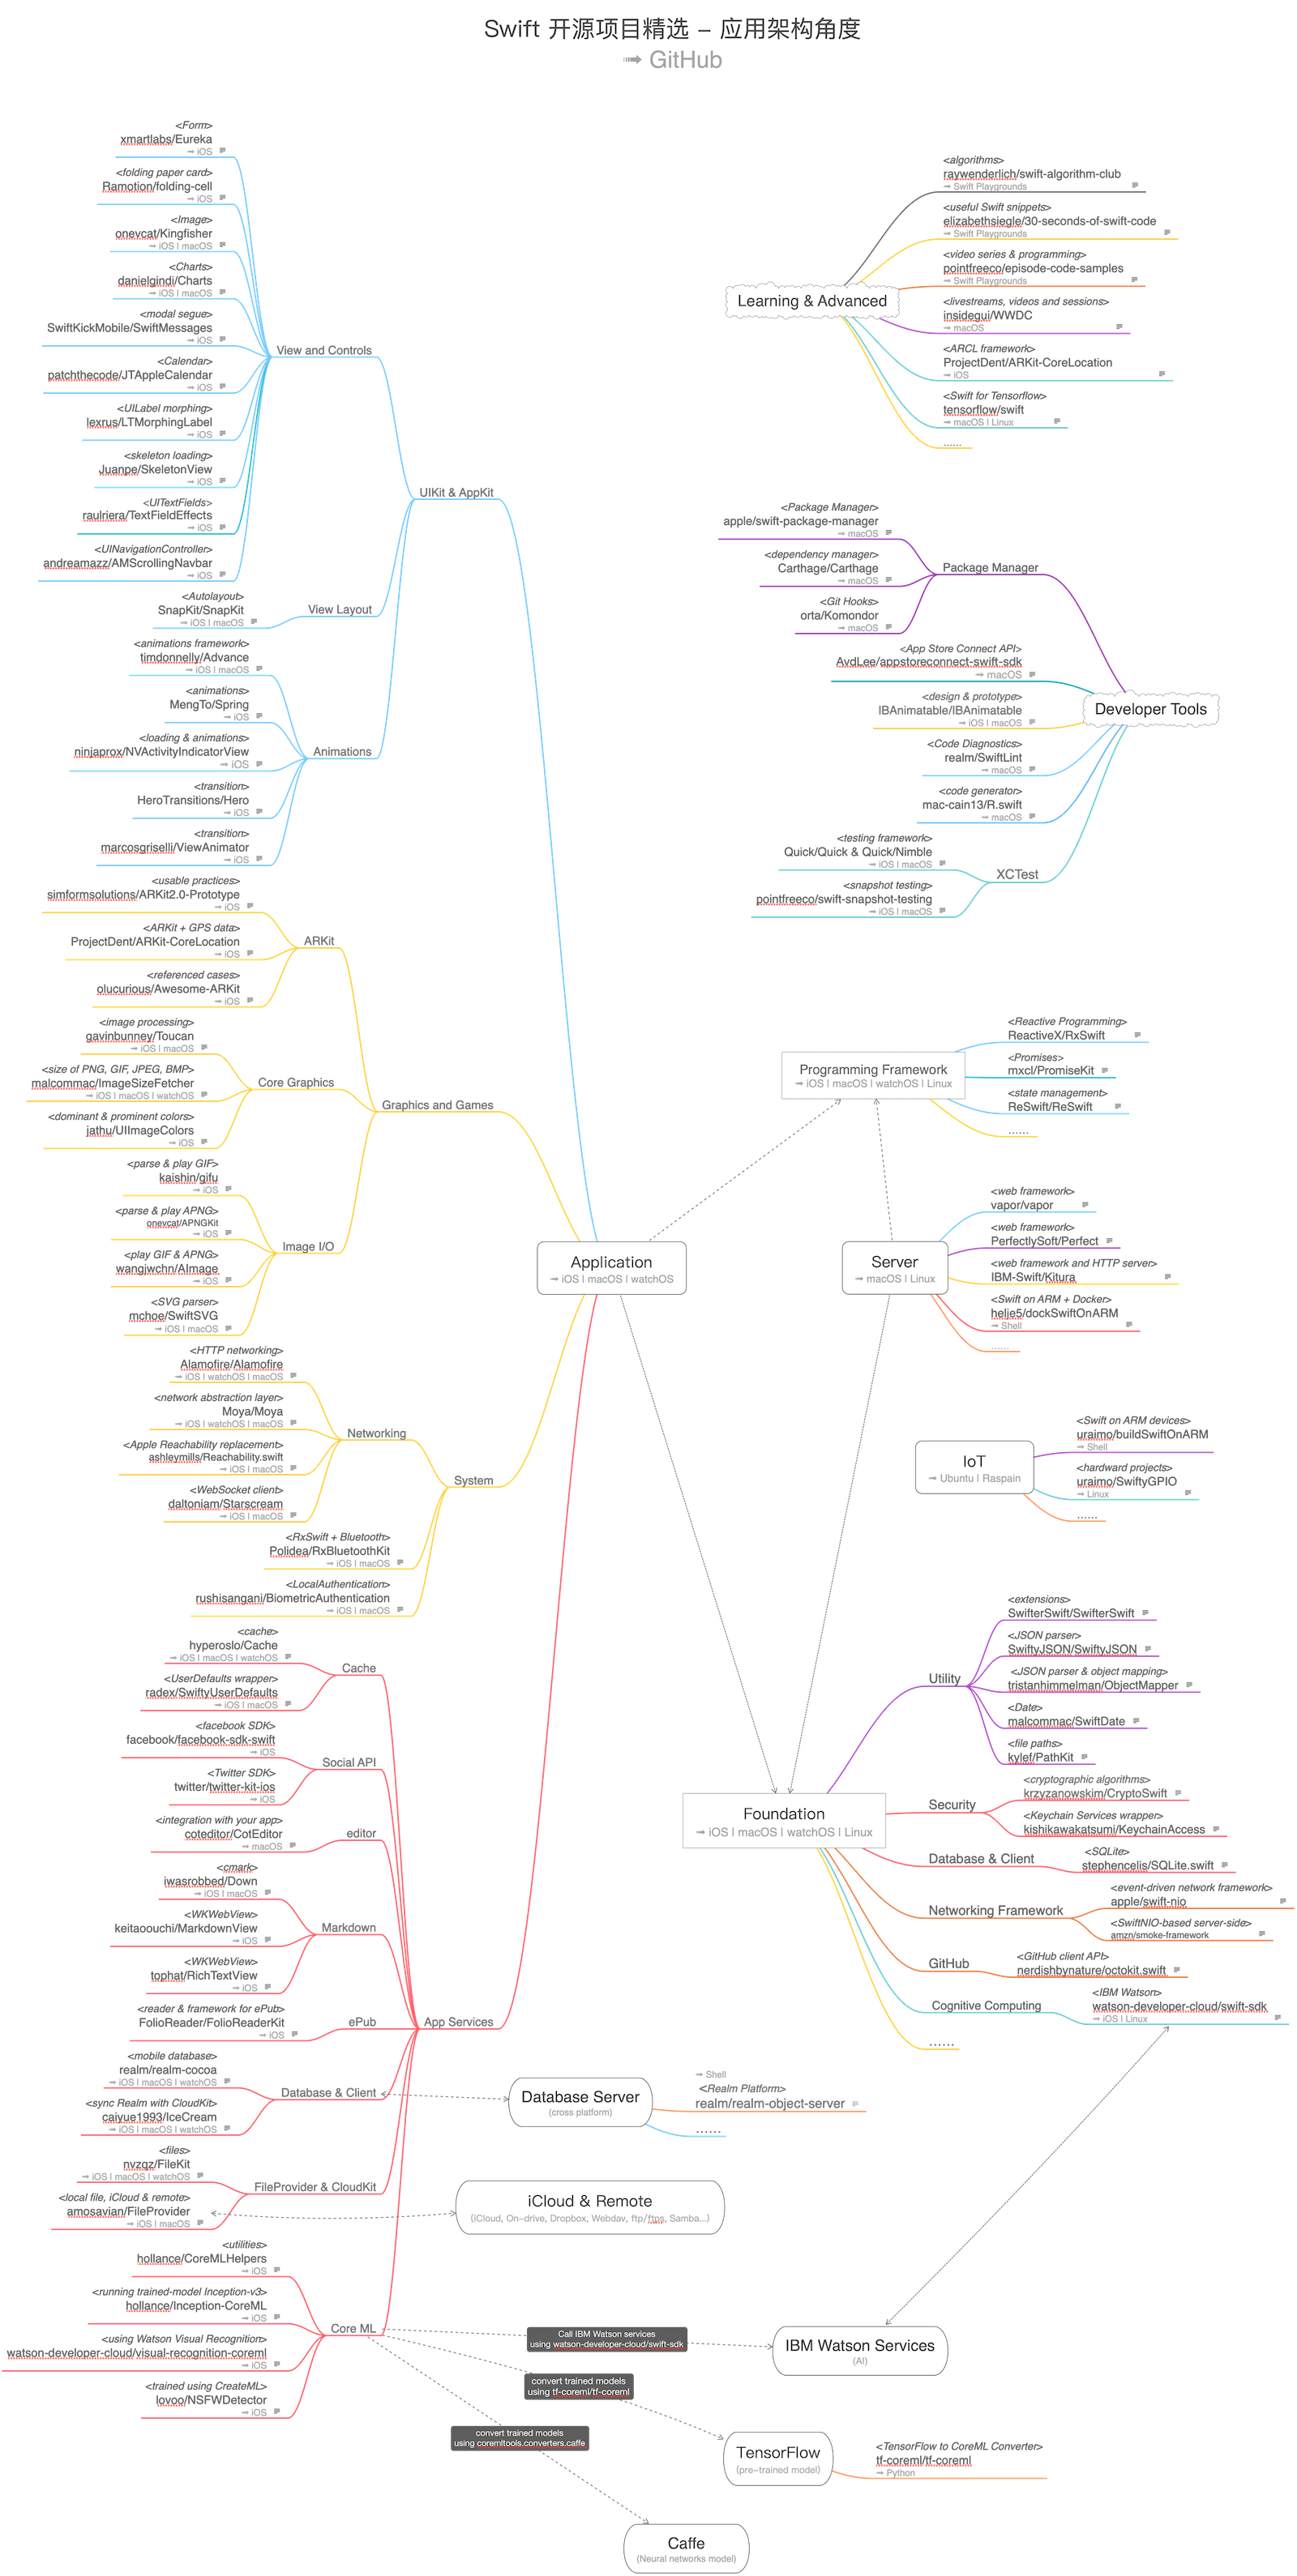 Swift 开源项目精选 – 应用架构角度
➟ GitHub
<Form>
xmartlabs/Eureka
➟ iOS
<folding paper card>
Ramotion/folding-cell
➟ iOS
<Image>
onevcat/Kingfisher
➟ iOS | macOS
<Charts>
danielgindi/Charts
➟ iOS | macOS
<modal segue>
SwiftKickMobile/SwiftMessages
➟ iOS
<Calendar>
patchthecode/JTAppleCalendar
➟ iOS
<UILabel morphing>
lexrus/LTMorphingLabel
➟ iOS
<skeleton loading>
Juanpe/SkeletonView
➟ iOS
<UITextFields>
raulriera/TextFieldEffects
➟ iOS
<UINavigationController>
andreamazz/AMScrollingNavbar
➟ iOS
View and Controls
<Autolayout>
SnapKit/SnapKit
➟ iOS | macOS
View Layout
<animations framework>
timdonnelly/Advance
➟ iOS | macOS
<animations>
MengTo/Spring
➟ iOS
<loading & animations>
ninjaprox/NVActivityIndicatorView
➟ iOS
<transition>
HeroTransitions/Hero
➟ iOS
<transition>
marcosgriselli/ViewAnimator
➟ iOS
Animations
UIKit & AppKit
<usable practices>
simformsolutions/ARKit2.0-Prototype
➟ iOS
<ARKit + GPS data>
ProjectDent/ARKit-CoreLocation
➟ iOS
<referenced cases>
olucurious/Awesome-ARKit
➟ iOS
ARKit
<image processing>
gavinbunney/Toucan
➟ iOS | macOS
<size of PNG, GIF, JPEG, BMP>
malcommac/ImageSizeFetcher
➟ iOS | macOS | watchOS
<dominant & prominent colors>
jathu/UIImageColors
➟ iOS
Core Graphics
<parse & play GIF>
kaishin/gifu
➟ iOS
<parse & play APNG>
onevcat/APNGKit
➟ iOS
<play GIF & APNG>
wangjwchn/AImage
➟ iOS
<SVG parser>
mchoe/SwiftSVG
➟ iOS | macOS
Image I/O
Graphics and Games
<HTTP networking>
Alamofire/Alamofire
➟ iOS | watchOS | macOS
<network abstraction layer>
Moya/Moya
➟ iOS | watchOS | macOS
<Apple Reachability replacement>
ashleymills/Reachability.swift
➟ iOS | macOS
<WebSocket client>
daltoniam/Starscream
➟ iOS | macOS
Networking
<RxSwift + Bluetooth>
Polidea/RxBluetoothKit
➟ iOS | macOS
<LocalAuthentication>
rushisangani/BiometricAuthentication
➟ iOS | macOS
System
<cache>
hyperoslo/Cache
➟ iOS | macOS | watchOS
<UserDefaults wrapper>
radex/SwiftyUserDefaults
➟ iOS | macOS
Cache
<facebook SDK>
facebook/facebook-sdk-swift
➟ iOS
<Twitter SDK>
twitter/twitter-kit-ios
➟ iOS
Social API
<integration with your app>
coteditor/CotEditor
➟ macOS
editor
<cmark>
iwasrobbed/Down
➟ iOS | macOS
<WKWebView>
keitaoouchi/MarkdownView
➟ iOS
<WKWebView>
tophat/RichTextView
➟ iOS
Markdown
<reader & framework for ePub>
FolioReader/FolioReaderKit
➟ iOS
ePub
App Services
<mobile database>
realm/realm-cocoa
➟ iOS | macOS | watchOS
<sync Realm with CloudKit>
caiyue1993/IceCream
➟ iOS | macOS | watchOS
Database & Client
<files>
nvzqz/FileKit
➟ iOS | macOS | watchOS
<local file, iCloud & remote>
amosavian/FileProvider
➟ iOS | macOS
FileProvider & CloudKit
<utilities>
hollance/CoreMLHelpers
➟ iOS
<running trained-model Inception-v3>
hollance/Inception-CoreML
➟ iOS
<using Watson Visual Recognition>
watson-developer-cloud/visual-recognition-coreml
➟ iOS
<trained using CreateML>
lovoo/NSFWDetector
➟ iOS
Core ML
Application
➟ iOS | macOS | watchOS
<algorithms>
raywenderlich/swift-algorithm-club
➟ Swift Playgrounds
<useful Swift snippets>
elizabethsiegle/30-seconds-of-swift-code
➟ Swift Playgrounds
<video series & programming>
pointfreeco/episode-code-samples
➟ Swift Playgrounds
Learning & Advanced
<livestreams, videos and sessions>
insidegui/WWDC
➟ macOS
<ARCL framework>
ProjectDent/ARKit-CoreLocation
➟ iOS
<Swift for Tensorflow>
tensorflow/swift
➟ macOS | Linux
......
<Package Manager>
apple/swift-package-manager
➟ macOS
<dependency manager>
Carthage/Carthage
➟ macOS
Package Manager
<Git Hooks>
orta/Komondor
➟ macOS
<App Store Connect API>
AvdLee/appstoreconnect-swift-sdk
➟ macOS
<design & prototype>
IBAnimatable/IBAnimatable
➟ iOS | macOS
Developer Tools
<Code Diagnostics>
realm/SwiftLint
➟ macOS
<code generator>
mac-cain13/R.swift
➟ macOS
<testing framework>
Quick/Quick & Quick/Nimble
➟ iOS | macOS
XCTest
<snapshot testing>
pointfreeco/swift-snapshot-testing
➟ iOS | macOS
Programming Framework
➟ iOS | macOS | watchOS | Linux
<Reactive Programming>
ReactiveX/RxSwift
<Promises>
mxcl/PromiseKit
<state management>
ReSwift/ReSwift
......
Server
➟ macOS | Linux
<web framework>
vapor/vapor
<web framework>
PerfectlySoft/Perfect
<web framework and HTTP server>
IBM-Swift/Kitura
<Swift on ARM + Docker>
helje5/dockSwiftOnARM
➟ Shell
......
IoT
➟ Ubuntu | Raspain
<Swift on ARM devices>
uraimo/buildSwiftOnARM
➟ Shell
<hardward projects>
uraimo/SwiftyGPIO
➟ Linux
......
Foundation
➟ iOS | macOS | watchOS | Linux
Utility
<extensions>
SwifterSwift/SwifterSwift
<JSON parser>
SwiftyJSON/SwiftyJSON
<JSON parser & object mapping>
tristanhimmelman/ObjectMapper
<Date>
malcommac/SwiftDate
<file paths>
kylef/PathKit
Security
<cryptographic algorithms>
krzyzanowskim/CryptoSwift
<Keychain Services wrapper>
kishikawakatsumi/KeychainAccess
Database & Client
<SQLite>
stephencelis/SQLite.swift
Networking Framework
<event-driven network framework>
apple/swift-nio
<SwiftNIO-based server-side>
amzn/smoke-framework
GitHub
<GitHub client API>
nerdishbynature/octokit.swift
Cognitive Computing
<IBM Watson>
watson-developer-cloud/swift-sdk
➟ iOS | Linux
......
Database Server
(cross platform)
➟ Shell
<Realm Platform>
realm/realm-object-server
......
iCloud & Remote
(iCloud, On-drive, Dropbox, Webdav, ftp/ftps, Samba...)
Call IBM Watson services
using watson-developer-cloud/swift-sdk
IBM Watson Services
(AI)
convert trained models
using tf-coreml/tf-coreml
TensorFlow
(pre-trained model)
<TensorFlow to CoreML Converter>
tf-coreml/tf-coreml
➟ Python
convert trained models
using coremltools.converters.caffe
Caffe
(Neural networks model)